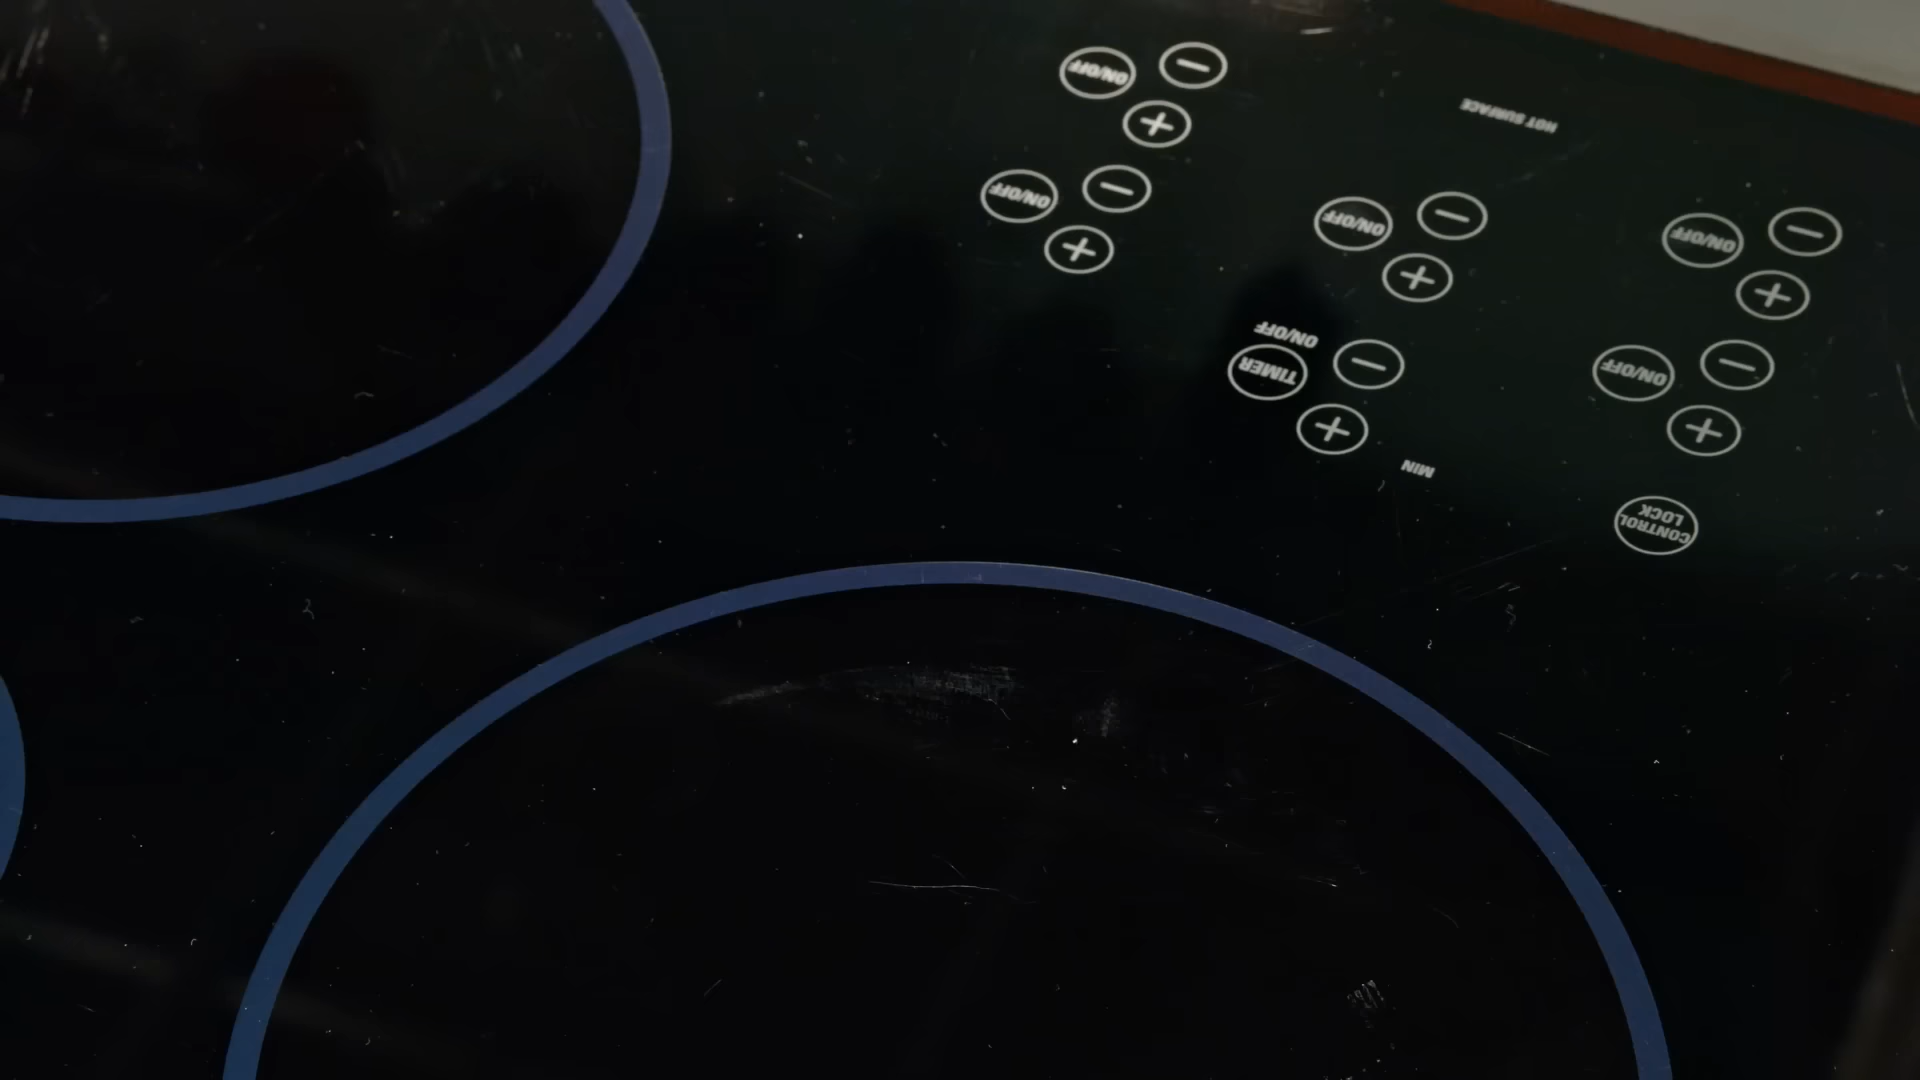 CONTROL
LOCK
+
− ON/OFF
+
− ON/OFF
MIN
+
− TIMER
ON/OFF
+
− ON/OFF
HOT SURFACE
+
− ON/OFF
+
− ON/OFF